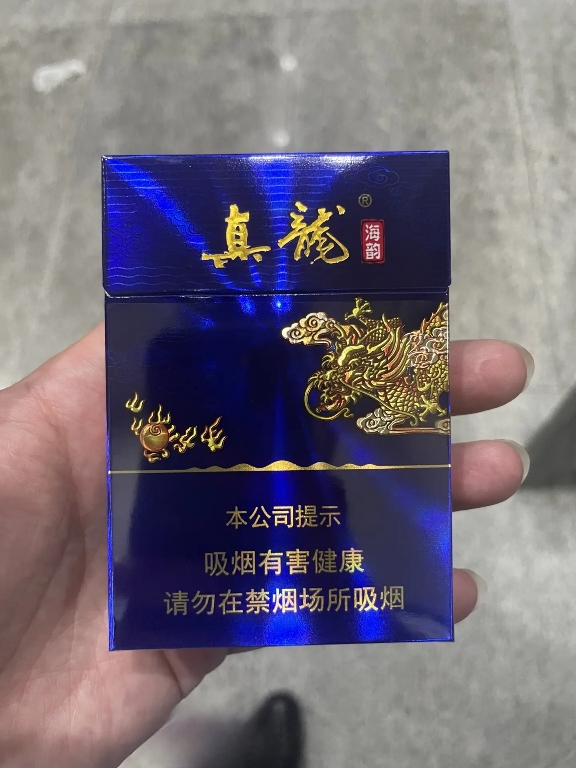 真龍®
海韵
本公司提示
吸烟有害健康
请勿在禁烟场所吸烟